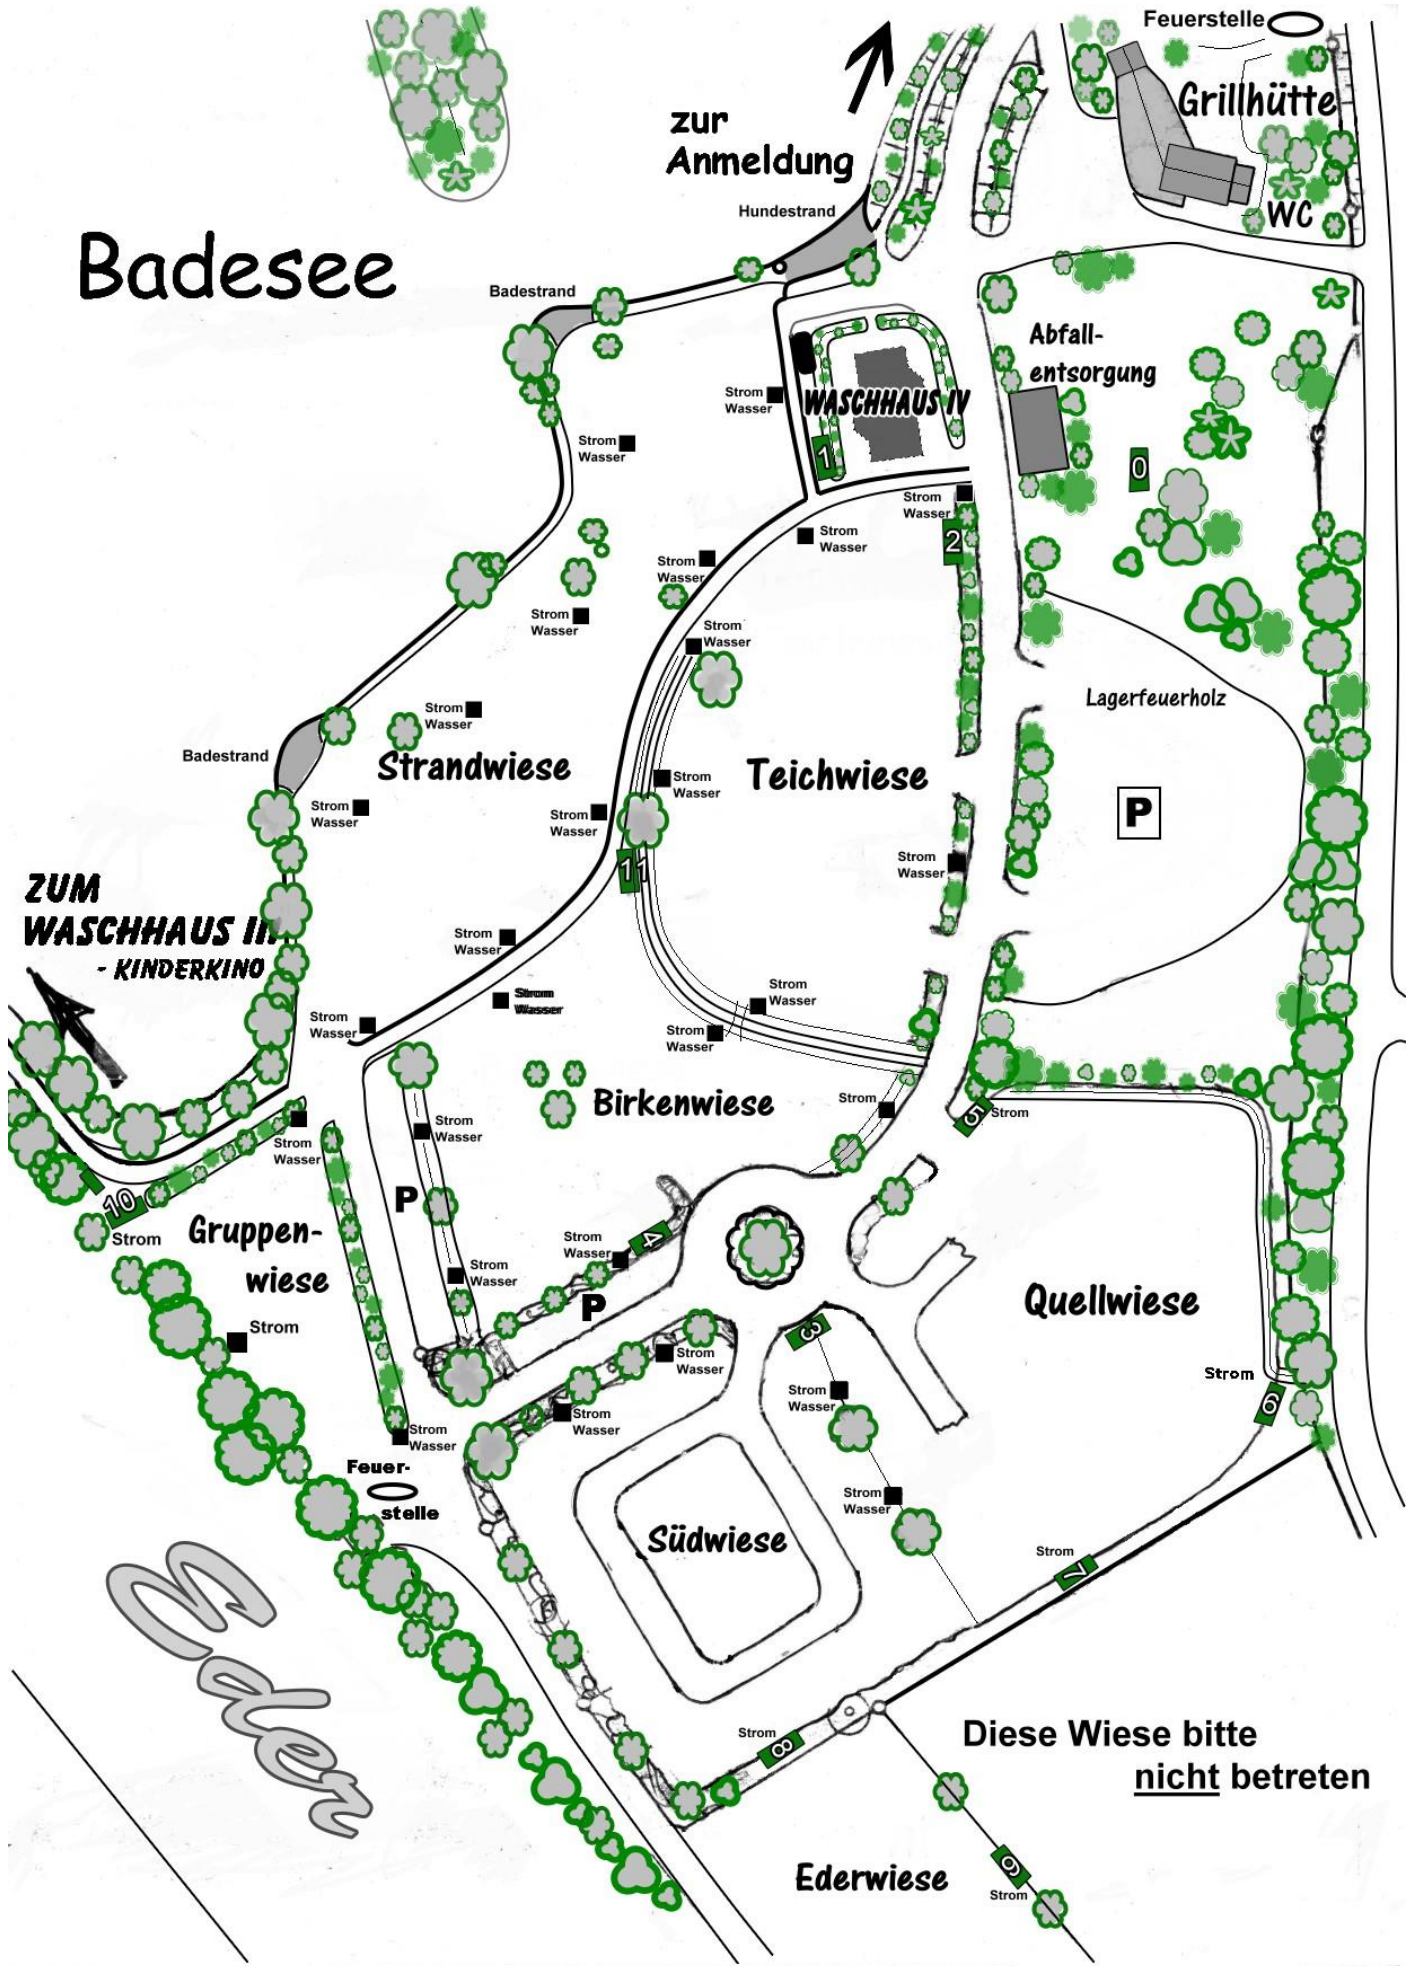 Feuerstelle
Grillhütte
WC
zur
Anmeldung
Hundestrand
Badesee
Badestrand
Abfall-
entsorgung
Strom
Wasser
WASCHHAUS IV
Strom
Wasser
1
0
Strom
Wasser
2
Strom
Wasser
Strom
Wasser
Strom
Wasser
Strom
Wasser
Lagerfeuerholz
Strom
Wasser
Badestrand
Strandwiese
Teichwiese
Strom
Wasser
Strom
Wasser
Strom
Wasser
P
11
Strom
Wasser
ZUM
WASCHHAUS III
- KINDERKINO
Strom
Wasser
Strom
Wasser
Strom
Wasser
Strom
Wasser
Strom
Wasser
Birkenwiese
Strom
5
Strom
Strom
Wasser
Strom
Wasser
10
Strom
Gruppen-
wiese
P
Strom
Wasser
4
Strom
Wasser
P
Quellwiese
Strom
3
Strom
Wasser
Strom
6
Strom
Wasser
Strom
Wasser
Strom
Wasser
Feuer-
stelle
Strom
Wasser
Südwiese
Strom
7
Eder
Strom
8
Diese Wiese bitte
nicht betreten
Ederwiese
9
Strom